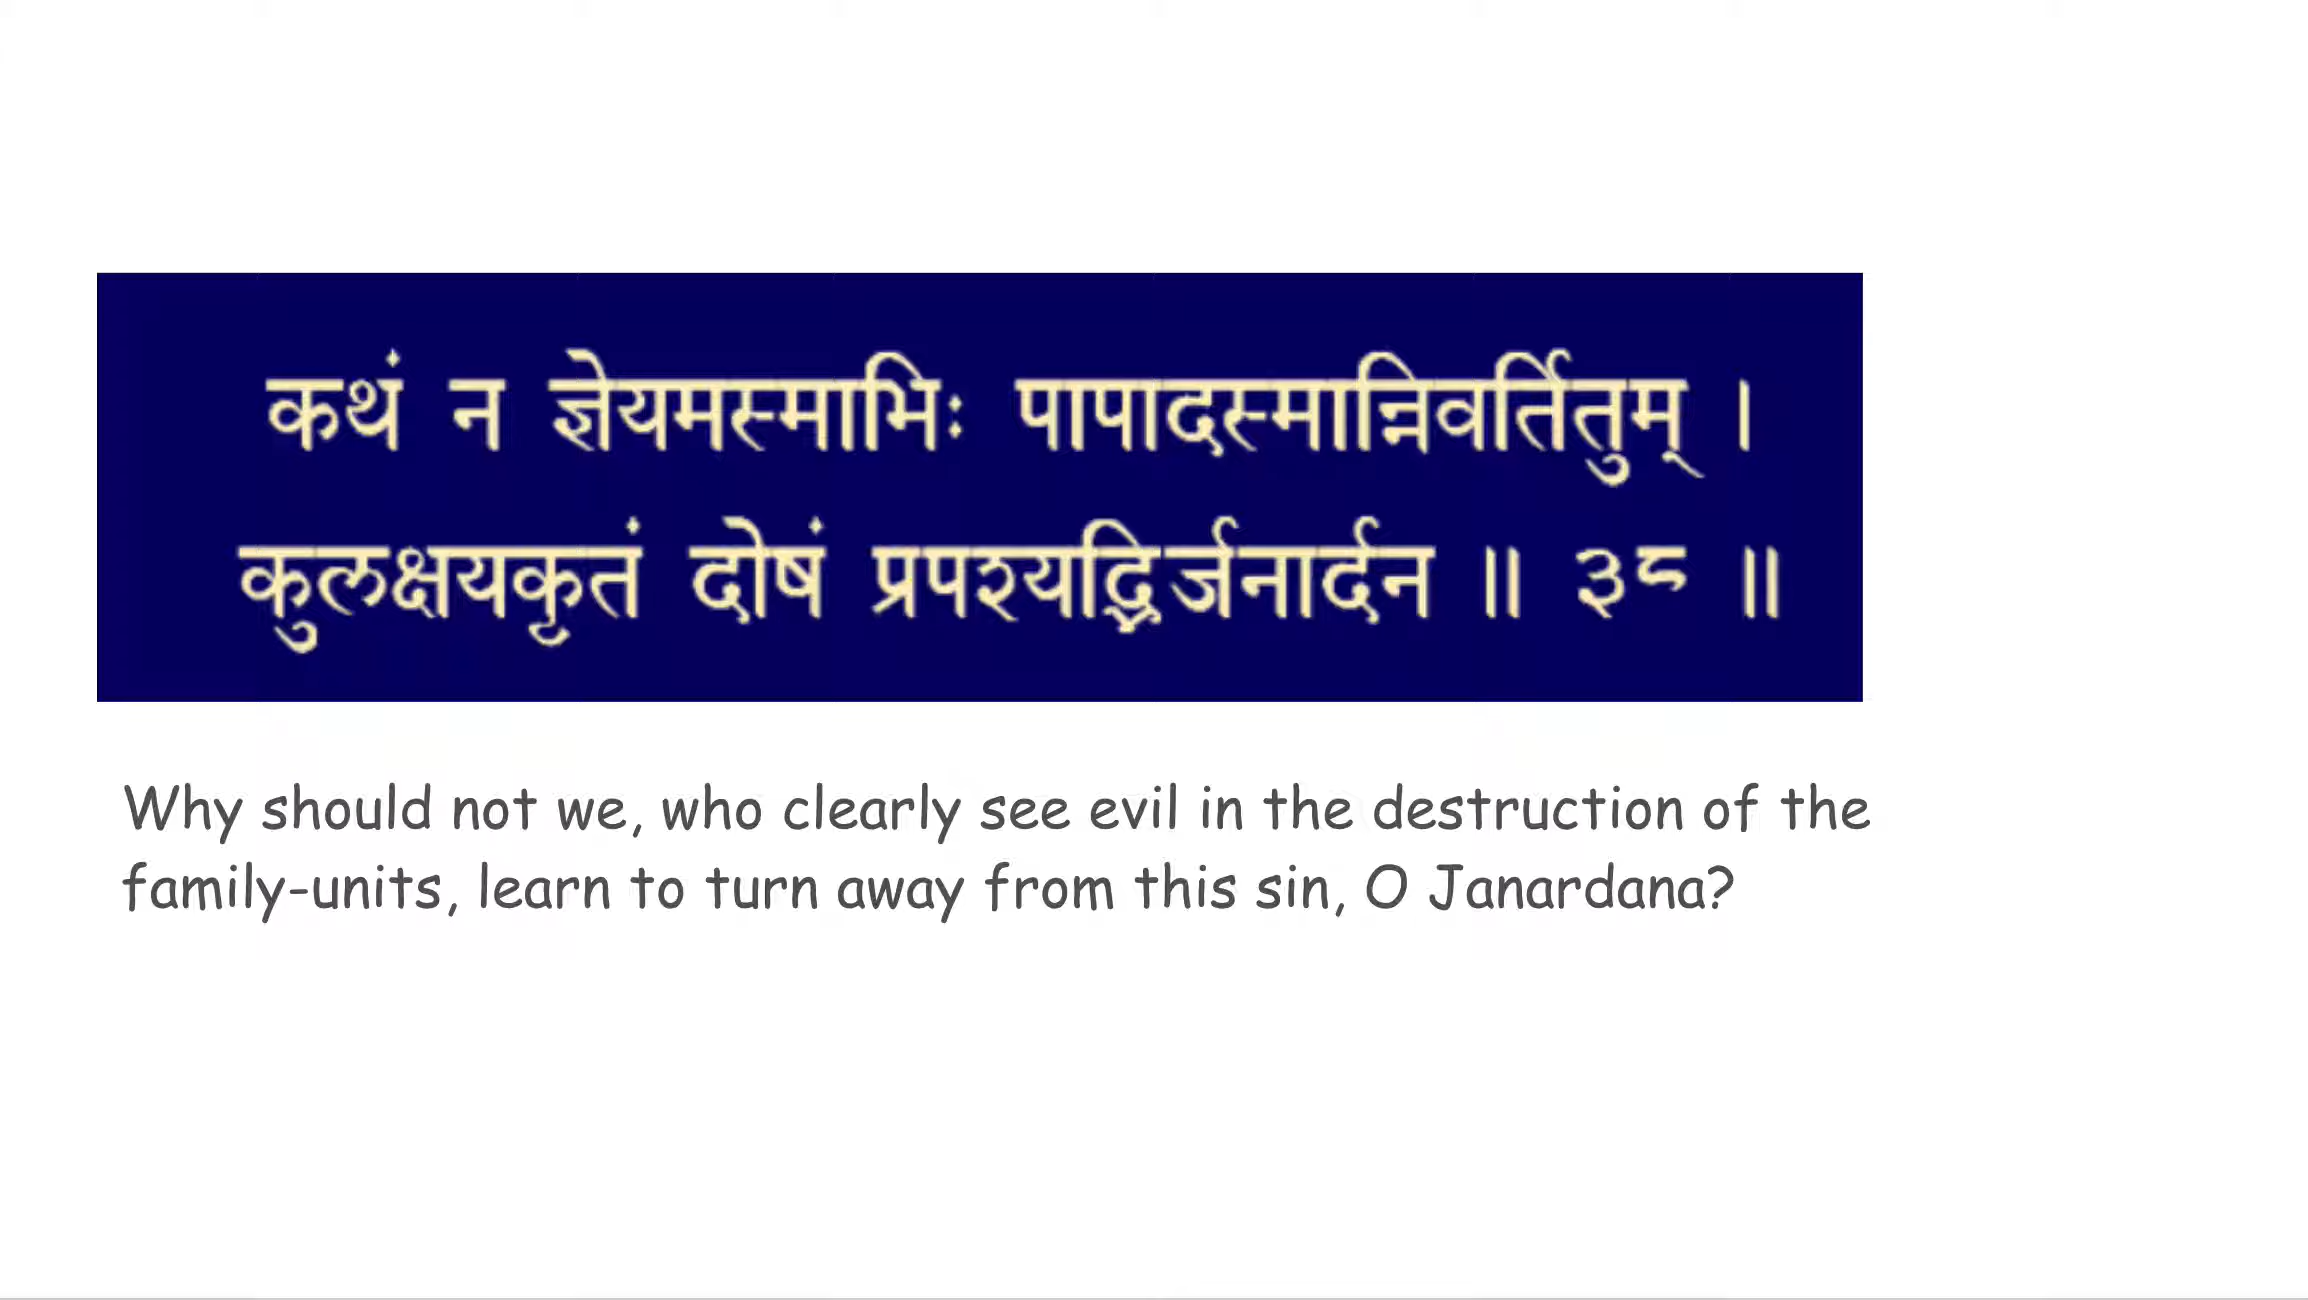 कथं न ज्ञेयमस्माभिः पापादस्मान्निवर्तितुम् ।
कुलक्षयकृतं दोषं प्रपश्यद्भिर्जनार्दन ॥ ३८ ॥
Why should not we, who clearly see evil in the destruction of the
family-units, learn to turn away from this sin, O Janardana?